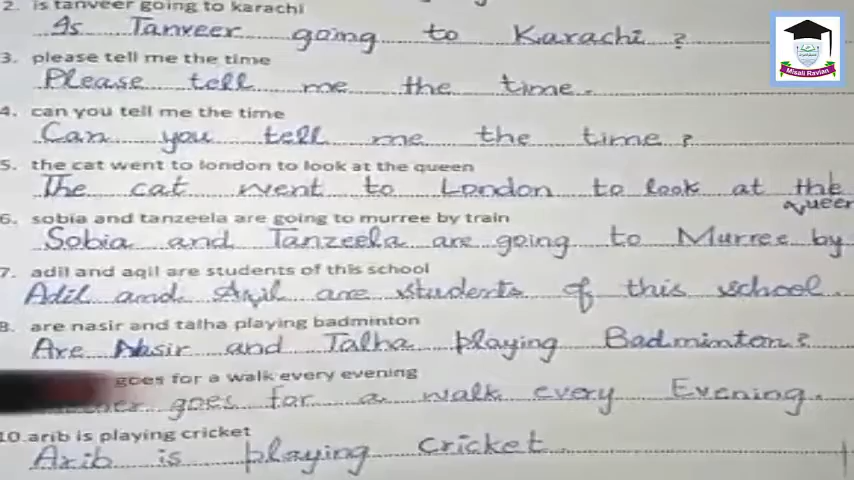 2. is tanveer going to karachi
Is Tanveer going to Karachi?
3. please tell me the time
Please tell me the time.
4. can you tell me the time
Can you tell me the time?
5. the cat went to london to look at the queen
The cat went to London to look at the
queen
6. sobia and tanzeela are going to murree by train
Sobia and Tanzeela are going to Murree by
7. adil and aqil are students of this school
Adil and Aqil are students of this school.
8. are nasir and talha playing badminton
Are Nasir and Talha playing Badminton?
goes for a walk every evening
goes for a walk every Evening.
10. arib is playing cricket
Arib is playing cricket
Misali Ravian